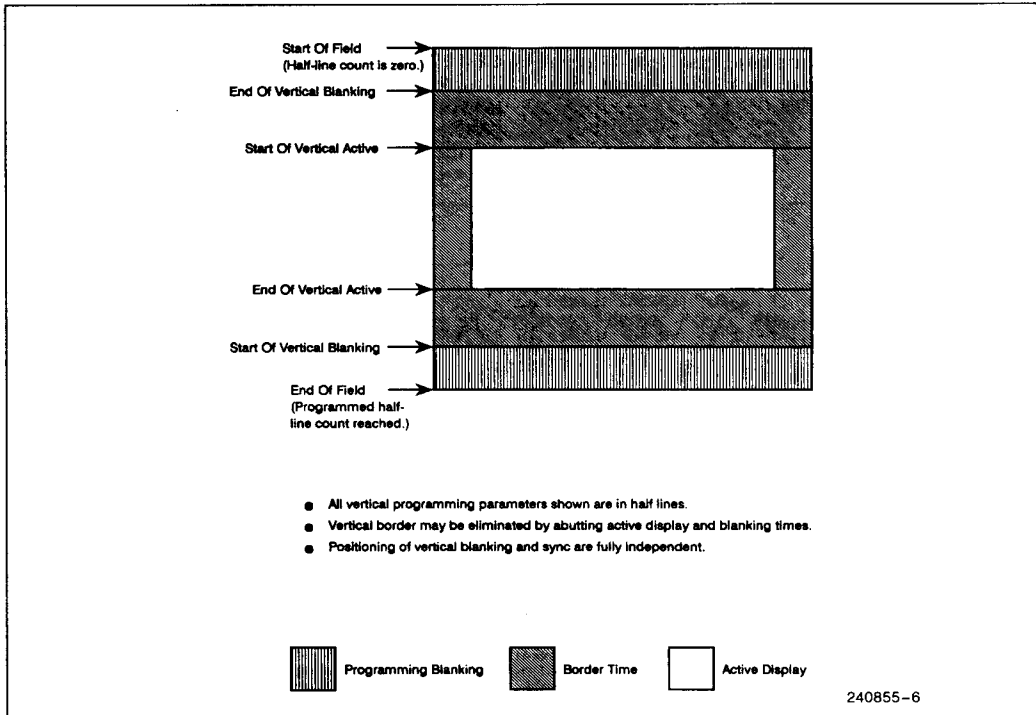 Start Of Field
(Half-line count is zero.)
End Of Vertical Blanking
Start Of Vertical Active
End Of Vertical Active
Start Of Vertical Blanking
End Of Field
(Programmed half-
line count reached.)
● All vertical programming parameters shown are in half lines.
● Vertical border may be eliminated by abutting active display and blanking times.
● Positioning of vertical blanking and sync are fully independent.
Programming Blanking
Border Time
Active Display
240855-6